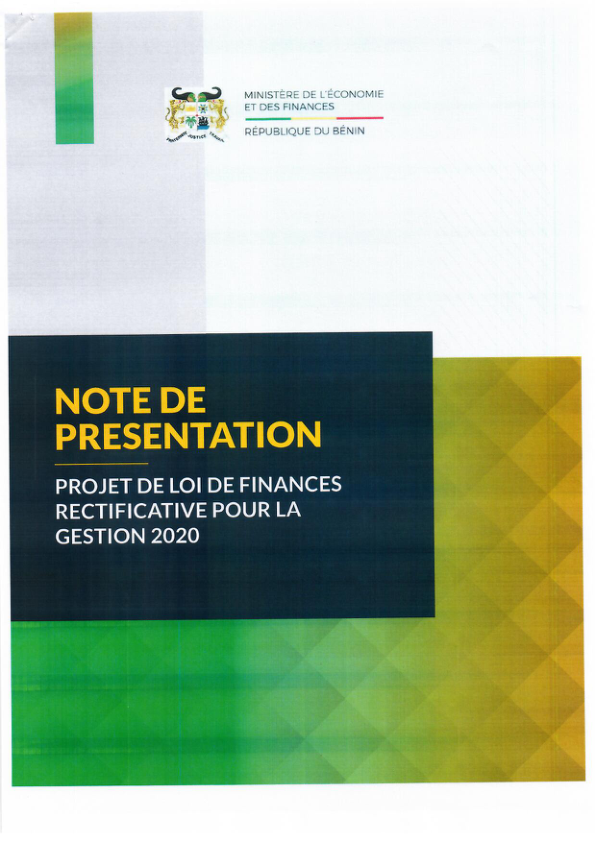 MINISTÈRE DE L'ÉCONOMIE
ET DES FINANCES
RÉPUBLIQUE DU BÉNIN
FRATERNITÉ JUSTICE TRAVAIL
NOTE DE
PRESENTATION
PROJET DE LOI DE FINANCES
RECTIFICATIVE POUR LA
GESTION 2020